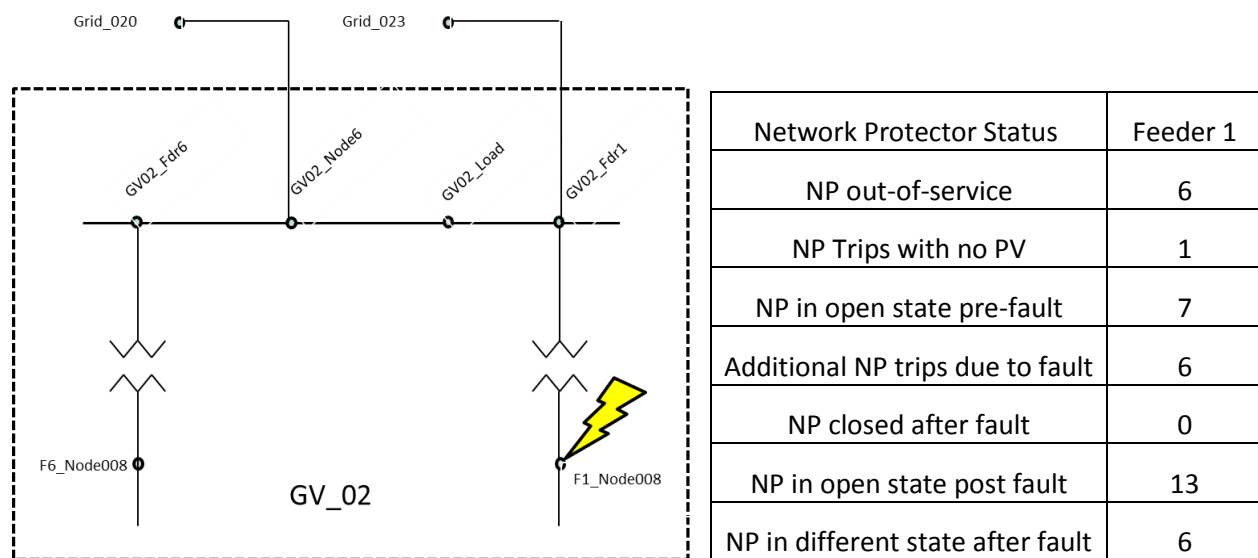 Grid_020
Grid_023
GV02_Fdr6
GV02_Node6
GV02_Load
GV02_Fdr1
F6_Node008
F1_Node008
GV_02
Network Protector Status Feeder 1
NP out-of-service 6
NP Trips with no PV 1
NP in open state pre-fault 7
Additional NP trips due to fault 6
NP closed after fault 0
NP in open state post fault 13
NP in different state after fault 6